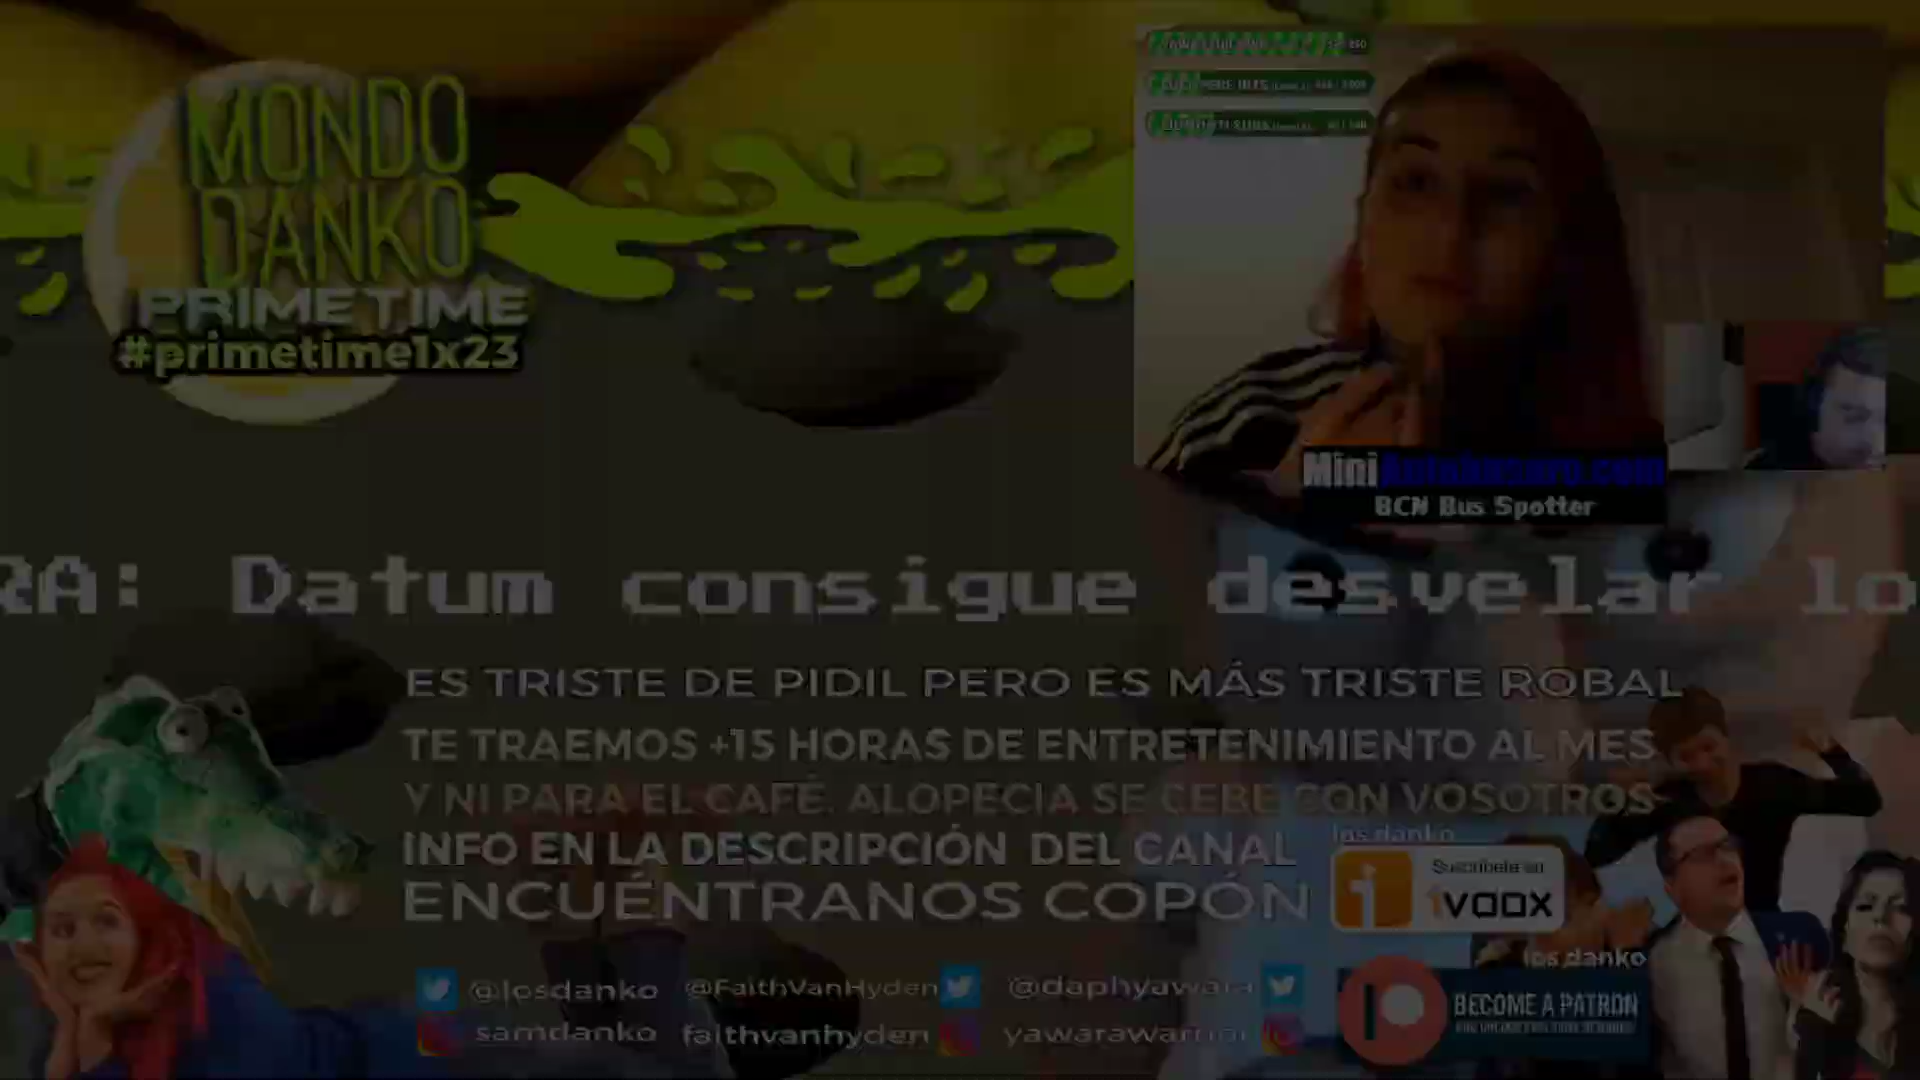 MONDO
DANKO
PRIME TIME
#primetime1x23
BCN Bus Spotter
RA: Datum consigue desvelar lo
ES TRISTE DE PIDIL PERO ES MÁS TRISTE ROBAL
TE TRAEMOS +15 HORAS DE ENTRETENIMIENTO AL MES
Y NI PARA EL CAFÉ. ALOPECIA SE CEBE CON VOSOTROS
INFO EN LA DESCRIPCIÓN DEL CANAL
ENCUÉNTRANOS COPÓN
los danko
Suscríbete en
iVOOX
los danko
@losdanko @FaithVanHyden @daphyawara
samdanko faithvanhyden yawarawarrior
BECOME A PATRON